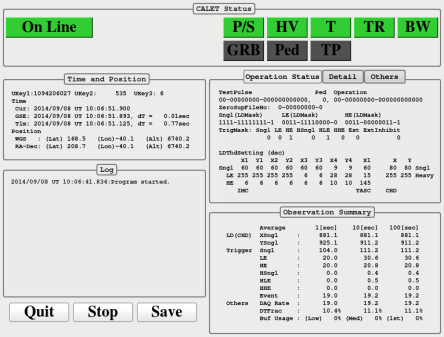 CALET Status
On Line P/S HV T TR BW
GRB Ped TP
Time and Position
UKey1:1094206027 UKey2: 535 UKey3: 6
Time
Cur: 2014/09/08 UT 10:06:51.900
GSE: 2014/09/08 UT 10:06:51.893, dT = 0.01sec
Tlm: 2014/09/08 UT 10:06:51.125, dT = 0.77sec
Position
WGS : (Lat) 168.5 (Lon)-40.1 (Alt) 6740.2
RA-Dec: (Lat) 208.7 (Lon)-40.1 (Alt) 6740.2
Log
2014/09/08 UT 10:06:41.834:Program started.
Quit Stop Save
Operation Status Detail Others
TestPulse Ped Operation
00-00000000-000000000000, 0, 00-00000000-000000000000
ZeroSupFileNo: 0-00000000-0
Sngl(LDMask) LE(LDMask) HE(LDMask)
1111-11111111-1 0011-11110000-0 0011-00000011-1
TrigMask: Sngl LE HE HSngl HLE HHE Ext ExtInhibit
0 0 1 0 1 0 0 0
LDThdSetting (dec)
X1 Y1 X2 Y2 X3 Y3 X4 Y4 X1 X Y
Sngl 60 60 60 60 60 60 9 9 60 80 80 Sngl
LE 255 255 255 255 6 6 28 28 15 255 255 Heavy
HE 6 6 6 6 6 6 10 10 145
IMC TASC CHD
Observation Summary
Average 1[sec] 10[sec] 100[sec]
LD(CHD) XSngl : 881.1 881.1 881.1
YSngl : 925.1 911.2 911.2
Trigger Sngl : 104.0 111.2 111.2
LE : 20.0 30.6 30.6
HE : 20.0 20.8 20.8
HSngl : 0.0 0.4 0.4
HLE : 0.0 0.5 0.5
HHE : 0.0 0.0 0.0
Event : 19.0 19.2 19.2
Others DAQ Rate : 19.0 19.2 19.2
DTFrac : 10.4% 11.1% 11.1%
Buf Usage : (Low) 0% (Med) 0% (1st) 0%